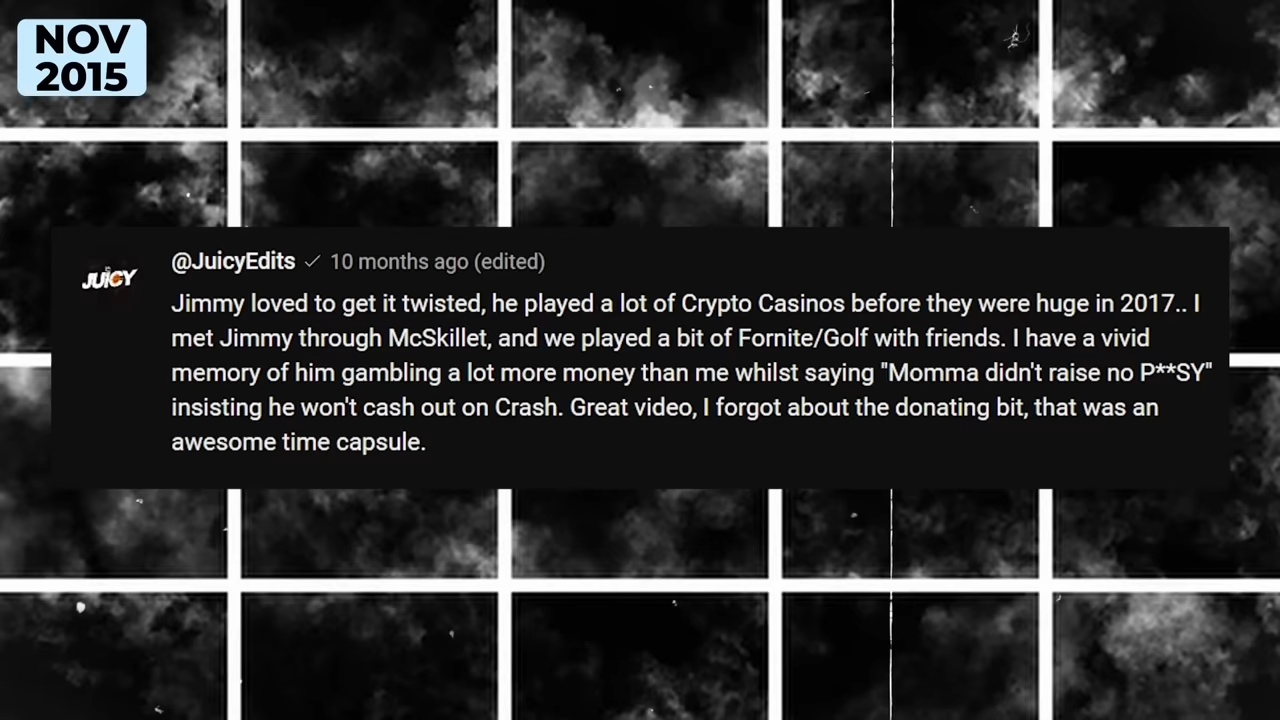 NOV
2015
JUICY
@JuicyEdits ✓ 10 months ago (edited)
Jimmy loved to get it twisted, he played a lot of Crypto Casinos before they were huge in 2017.. I
met Jimmy through McSkillet, and we played a bit of Fornite/Golf with friends. I have a vivid
memory of him gambling a lot more money than me whilst saying "Momma didn't raise no P**SY"
insisting he won't cash out on Crash. Great video, I forgot about the donating bit, that was an
awesome time capsule.